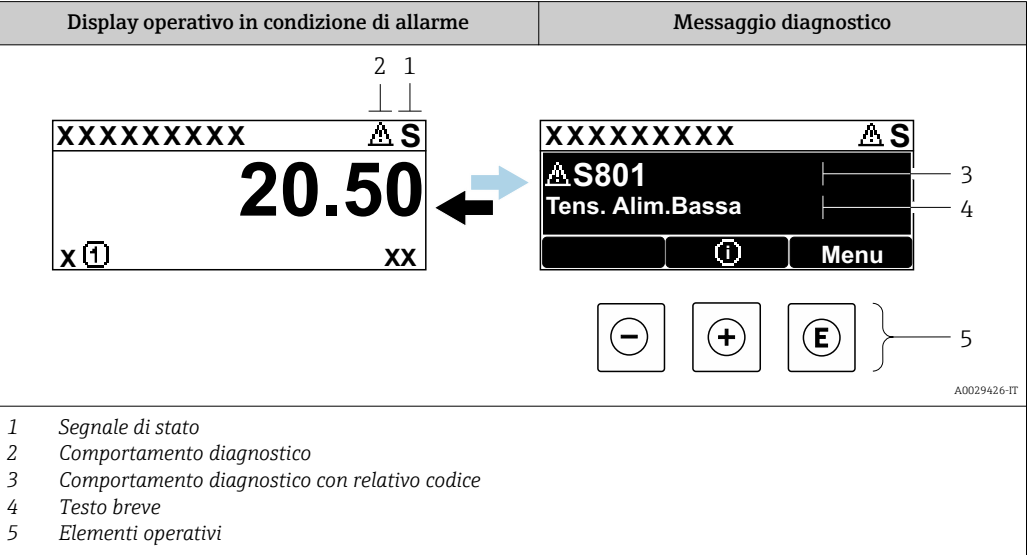 Display operativo in condizione di allarme
Messaggio diagnostico
2 1
XXXXXXXXX ⚠ S
20.50
x ① xx
XXXXXXXXX ⚠ S
⚠S801
Tens. Alim.Bassa
ⓘ Menu
3
4
− + E
5
A0029426-IT
1 Segnale di stato
2 Comportamento diagnostico
3 Comportamento diagnostico con relativo codice
4 Testo breve
5 Elementi operativi